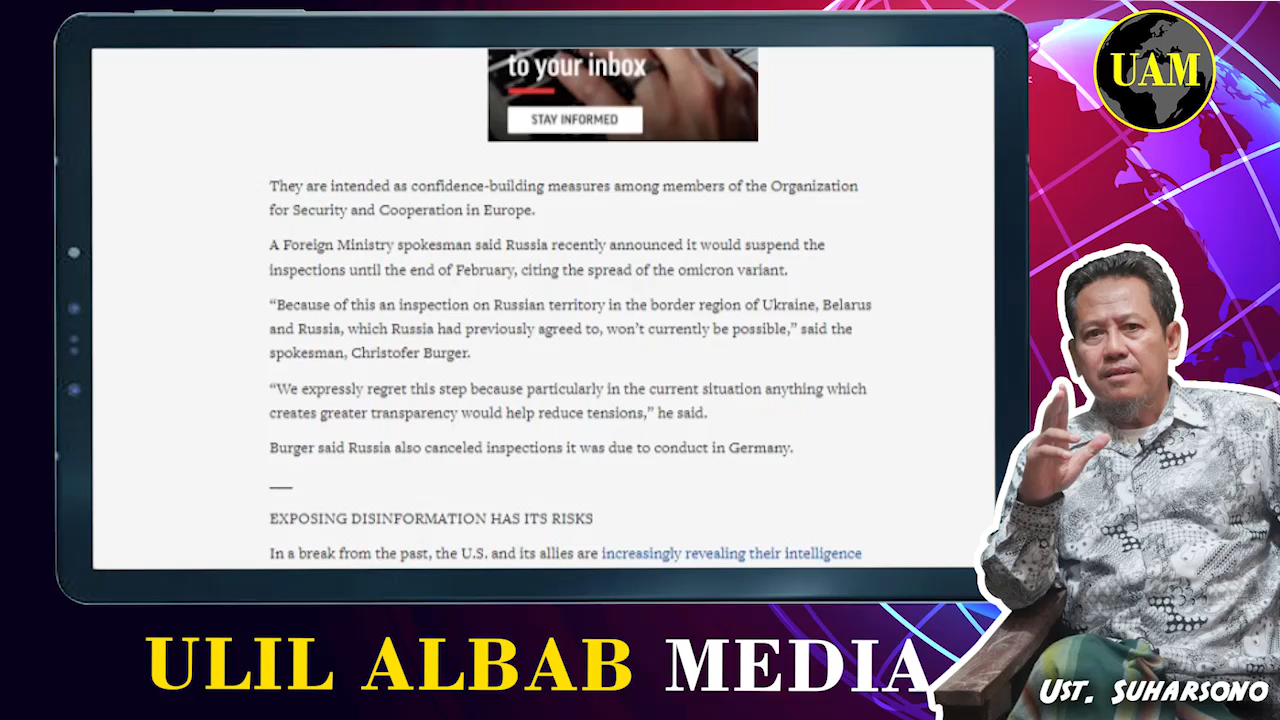 to your inbox
STAY INFORMED
UAM
They are intended as confidence-building measures among members of the Organization
for Security and Cooperation in Europe.
A Foreign Ministry spokesman said Russia recently announced it would suspend the
inspections until the end of February, citing the spread of the omicron variant.
“Because of this an inspection on Russian territory in the border region of Ukraine, Belarus
and Russia, which Russia had previously agreed to, won’t currently be possible,” said the
spokesman, Christofer Burger.
“We expressly regret this step because particularly in the current situation anything which
creates greater transparency would help reduce tensions,” he said.
Burger said Russia also canceled inspections it was due to conduct in Germany.
EXPOSING DISINFORMATION HAS ITS RISKS
In a break from the past, the U.S. and its allies are increasingly revealing their intelligence
ULIL ALBAB MEDIA
UST. SUHARSONO